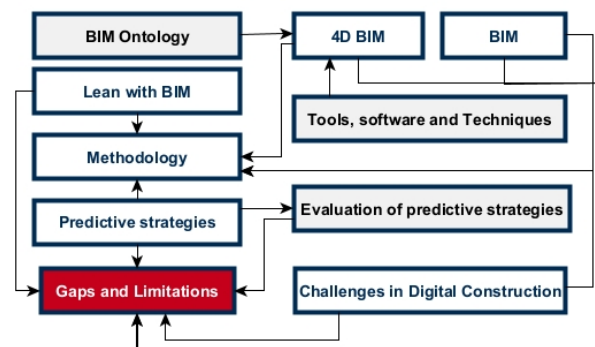 BIM Ontology
4D BIM
BIM
Lean with BIM
Tools, software and Techniques
Methodology
Predictive strategies
Evaluation of predictive strategies
Gaps and Limitations
Challenges in Digital Construction